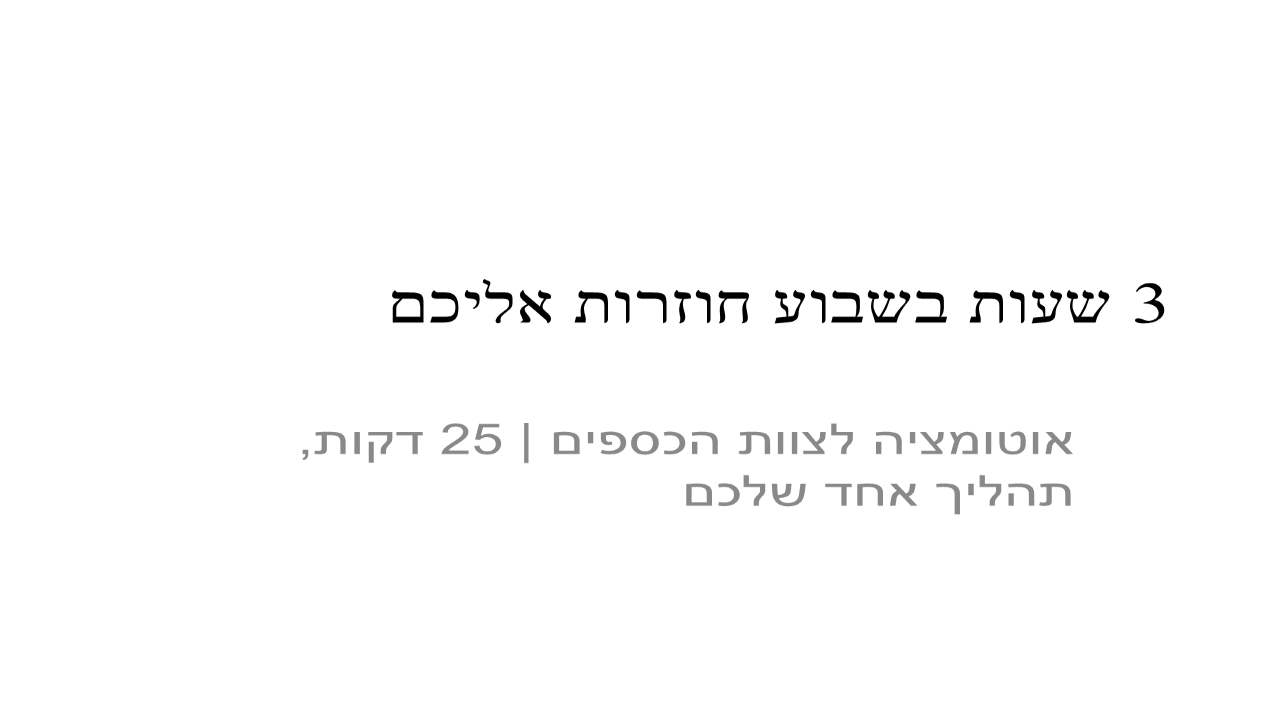 3 שעות בשבוע חוזרות אליכם
אוטומציה לצוות הכספים | 25 דקות,
תהליך אחד שלכם